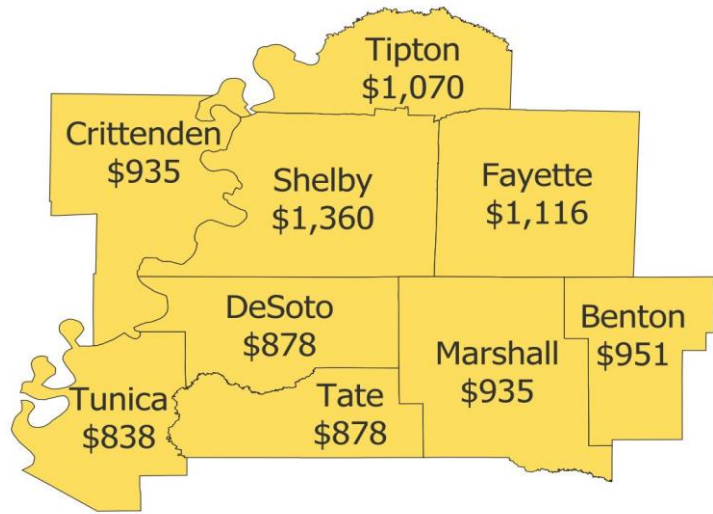 Tipton
$1,070
Crittenden
$935
Shelby
$1,360
Fayette
$1,116
DeSoto
$878
Benton
$951
Marshall
$935
Tunica
$838
Tate
$878